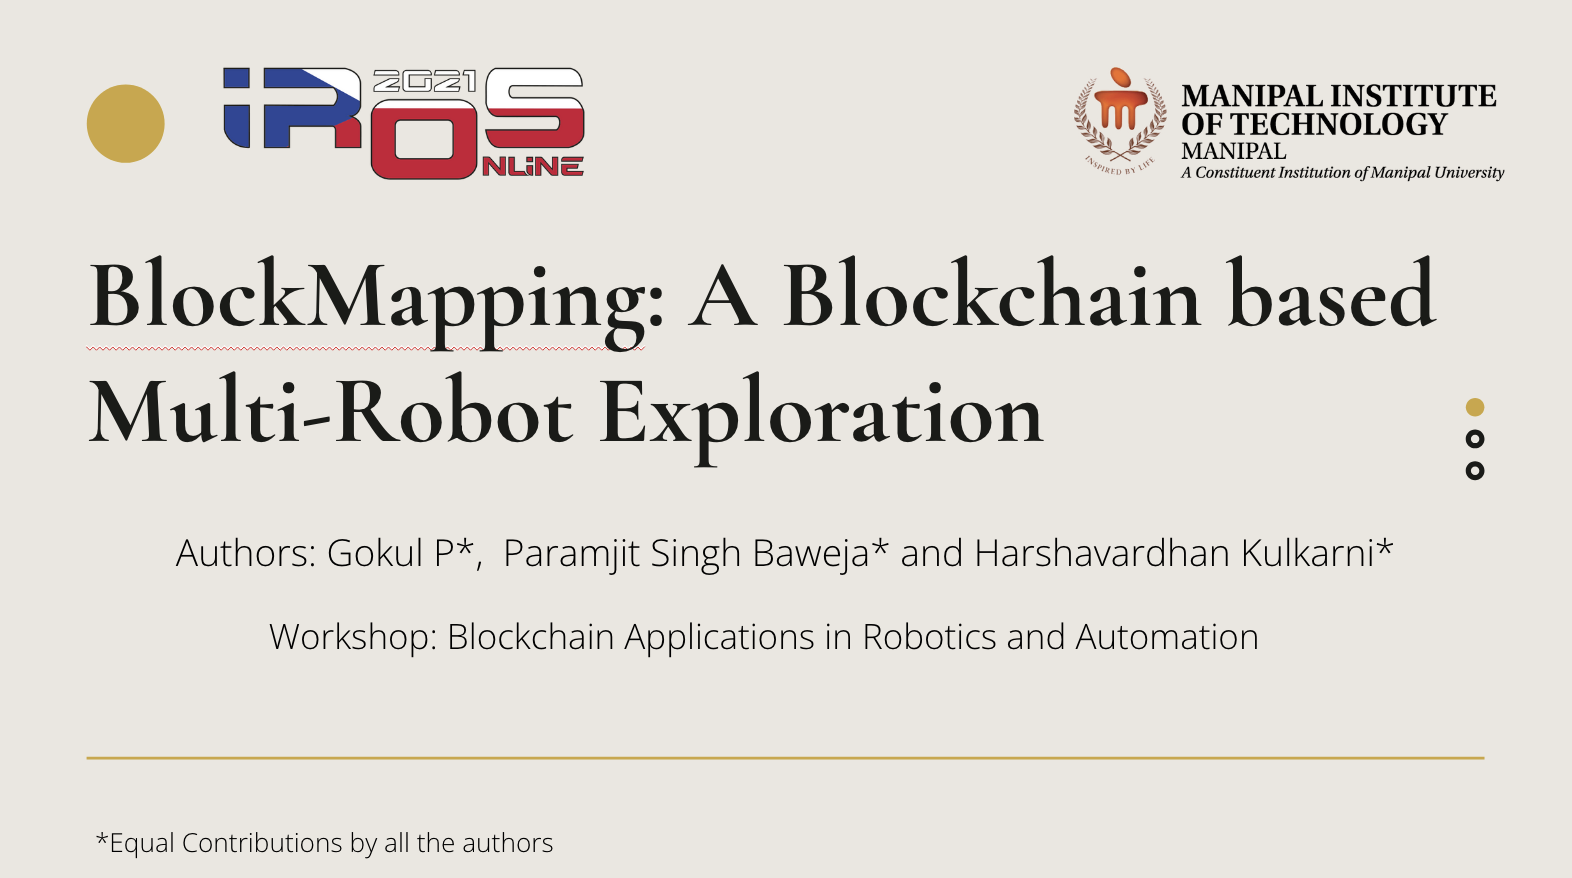 iROS 2021 ONLiNE
MANIPAL INSTITUTE
OF TECHNOLOGY
MANIPAL
A Constituent Institution of Manipal University
INSPIRED BY LIFE
BlockMapping: A Blockchain based
Multi-Robot Exploration
Authors: Gokul P*,  Paramjit Singh Baweja* and Harshavardhan Kulkarni*
Workshop: Blockchain Applications in Robotics and Automation
*Equal Contributions by all the authors